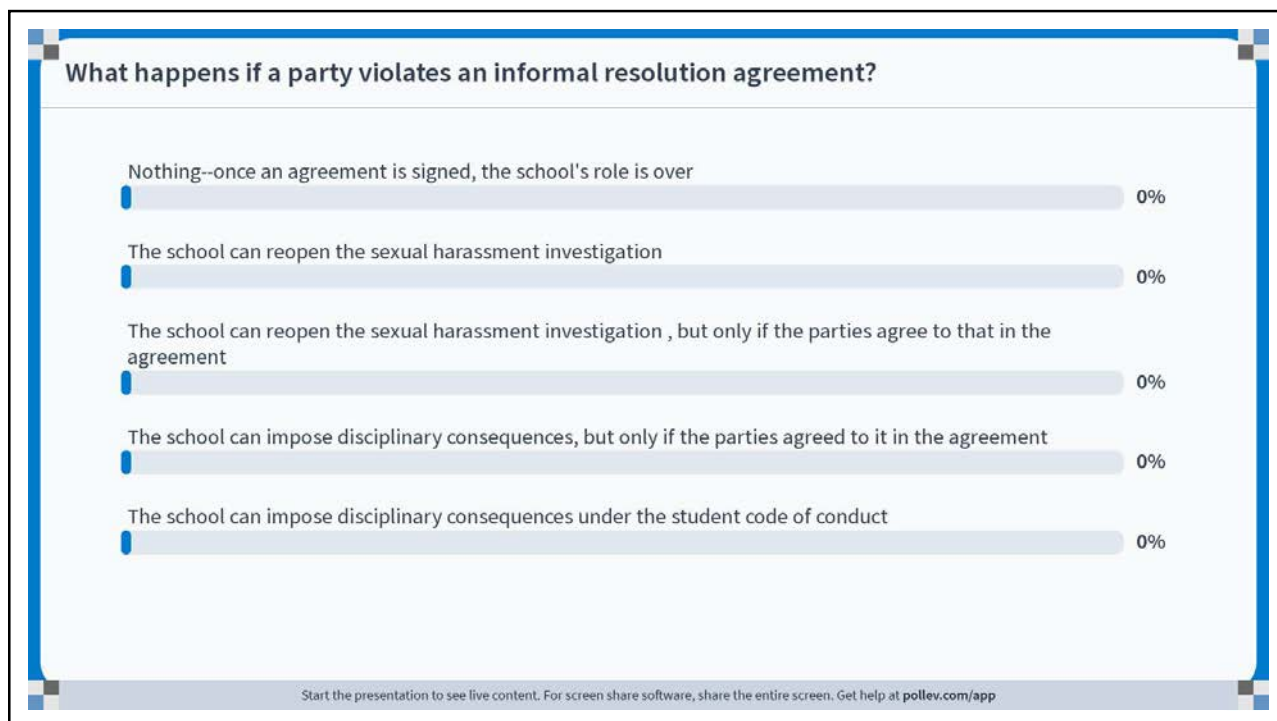 What happens if a party violates an informal resolution agreement?
Nothing--once an agreement is signed, the school's role is over
0%
The school can reopen the sexual harassment investigation
0%
The school can reopen the sexual harassment investigation , but only if the parties agree to that in the
agreement
0%
The school can impose disciplinary consequences, but only if the parties agreed to it in the agreement
0%
The school can impose disciplinary consequences under the student code of conduct
0%
Start the presentation to see live content. For screen share software, share the entire screen. Get help at pollev.com/app